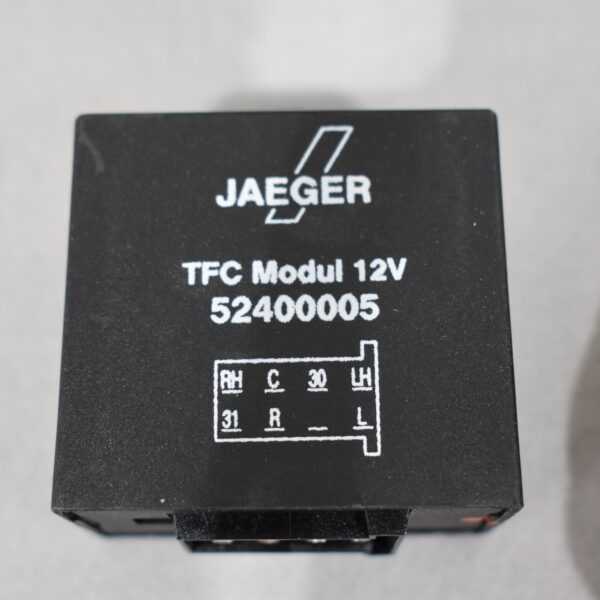 JAEGER
TFC Modul 12V
52400005
RH C 30 LH
31 R _ L